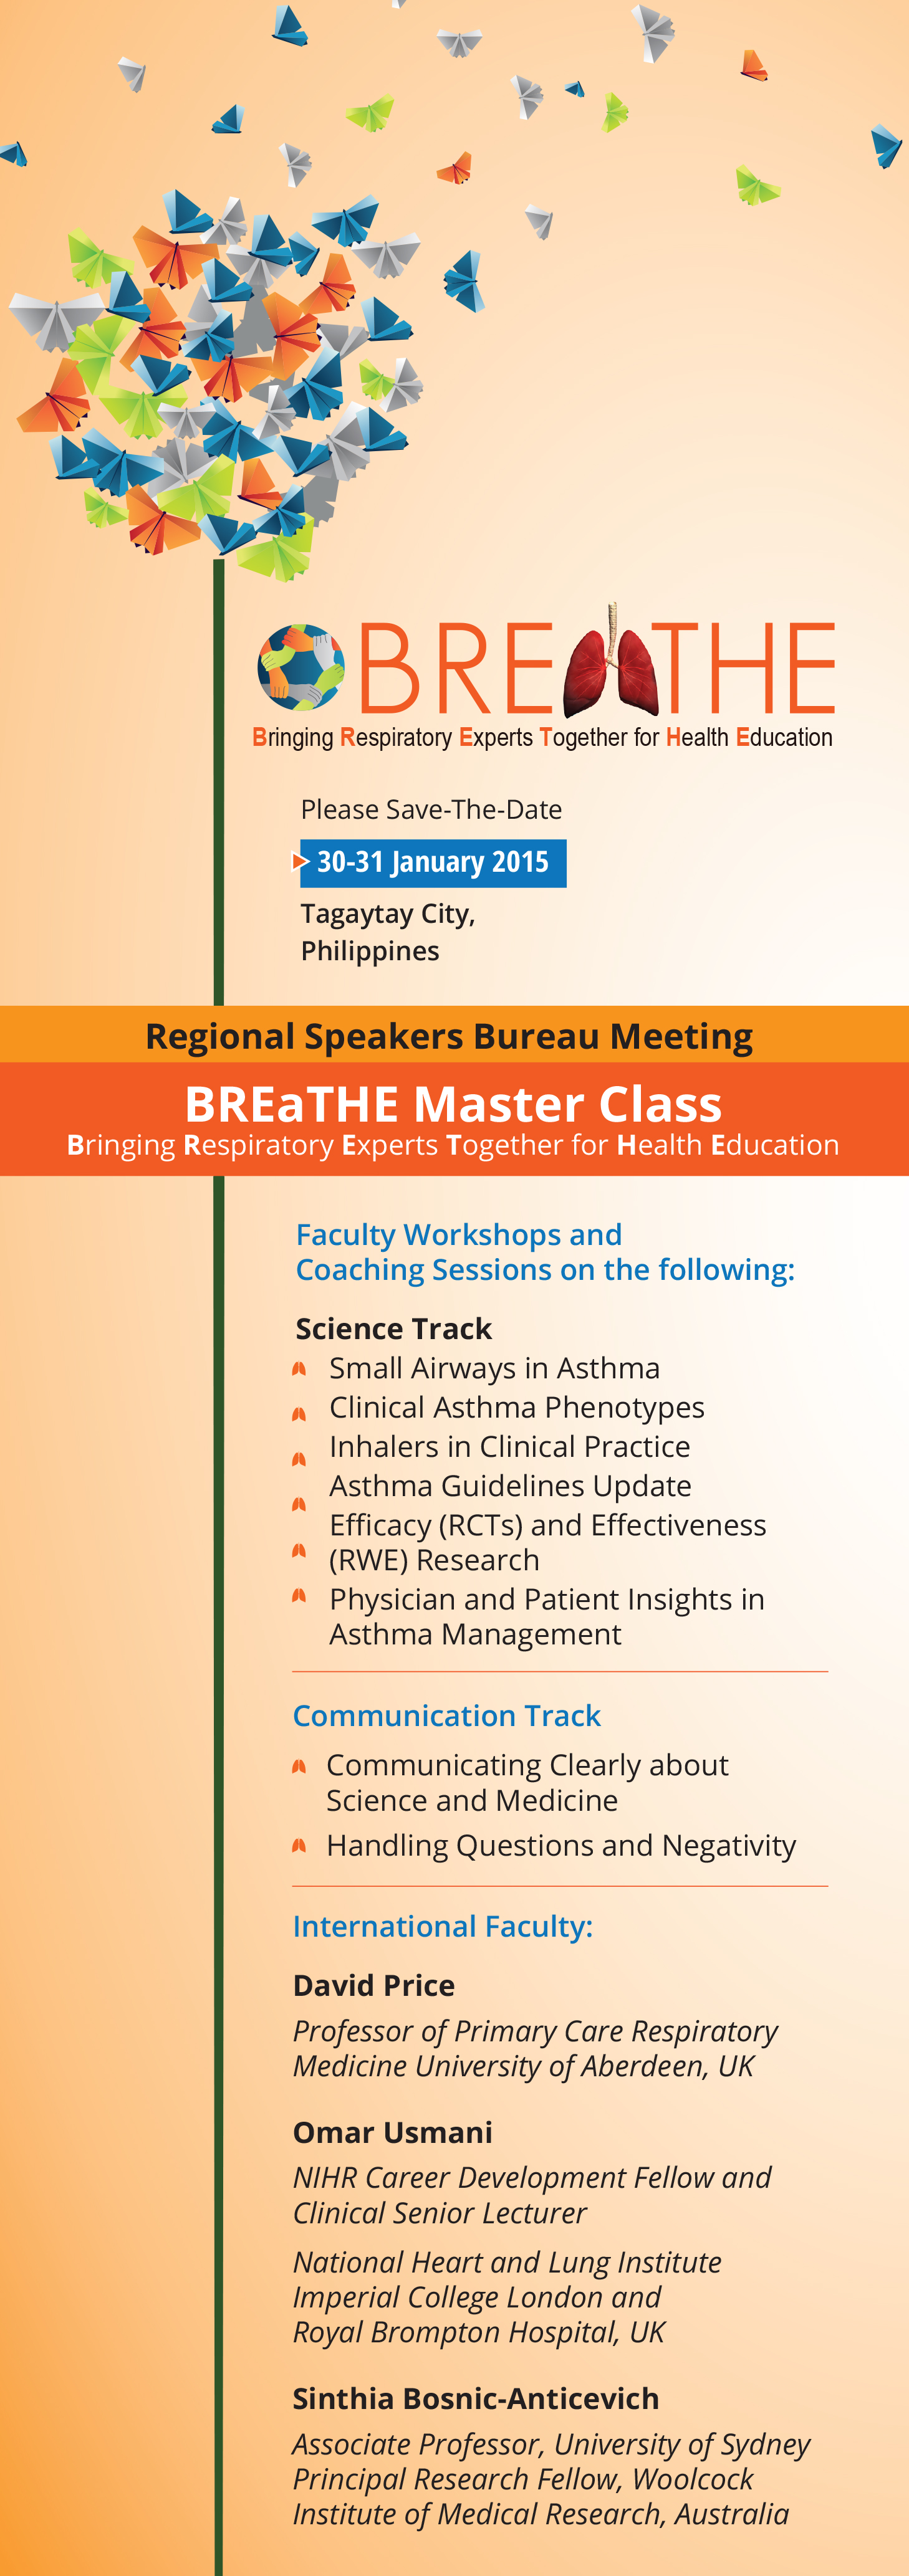 BREATHE
Bringing Respiratory Experts Together for Health Education
Please Save-The-Date
30-31 January 2015
Tagaytay City,
Philippines
Regional Speakers Bureau Meeting
BREaTHE Master Class
Bringing Respiratory Experts Together for Health Education
Faculty Workshops and
Coaching Sessions on the following:
Science Track
Small Airways in Asthma
Clinical Asthma Phenotypes
Inhalers in Clinical Practice
Asthma Guidelines Update
Efficacy (RCTs) and Effectiveness
(RWE) Research
Physician and Patient Insights in
Asthma Management
Communication Track
Communicating Clearly about
Science and Medicine
Handling Questions and Negativity
International Faculty:
David Price
Professor of Primary Care Respiratory
Medicine University of Aberdeen, UK
Omar Usmani
NIHR Career Development Fellow and
Clinical Senior Lecturer
National Heart and Lung Institute
Imperial College London and
Royal Brompton Hospital, UK
Sinthia Bosnic-Anticevich
Associate Professor, University of Sydney
Principal Research Fellow, Woolcock
Institute of Medical Research, Australia